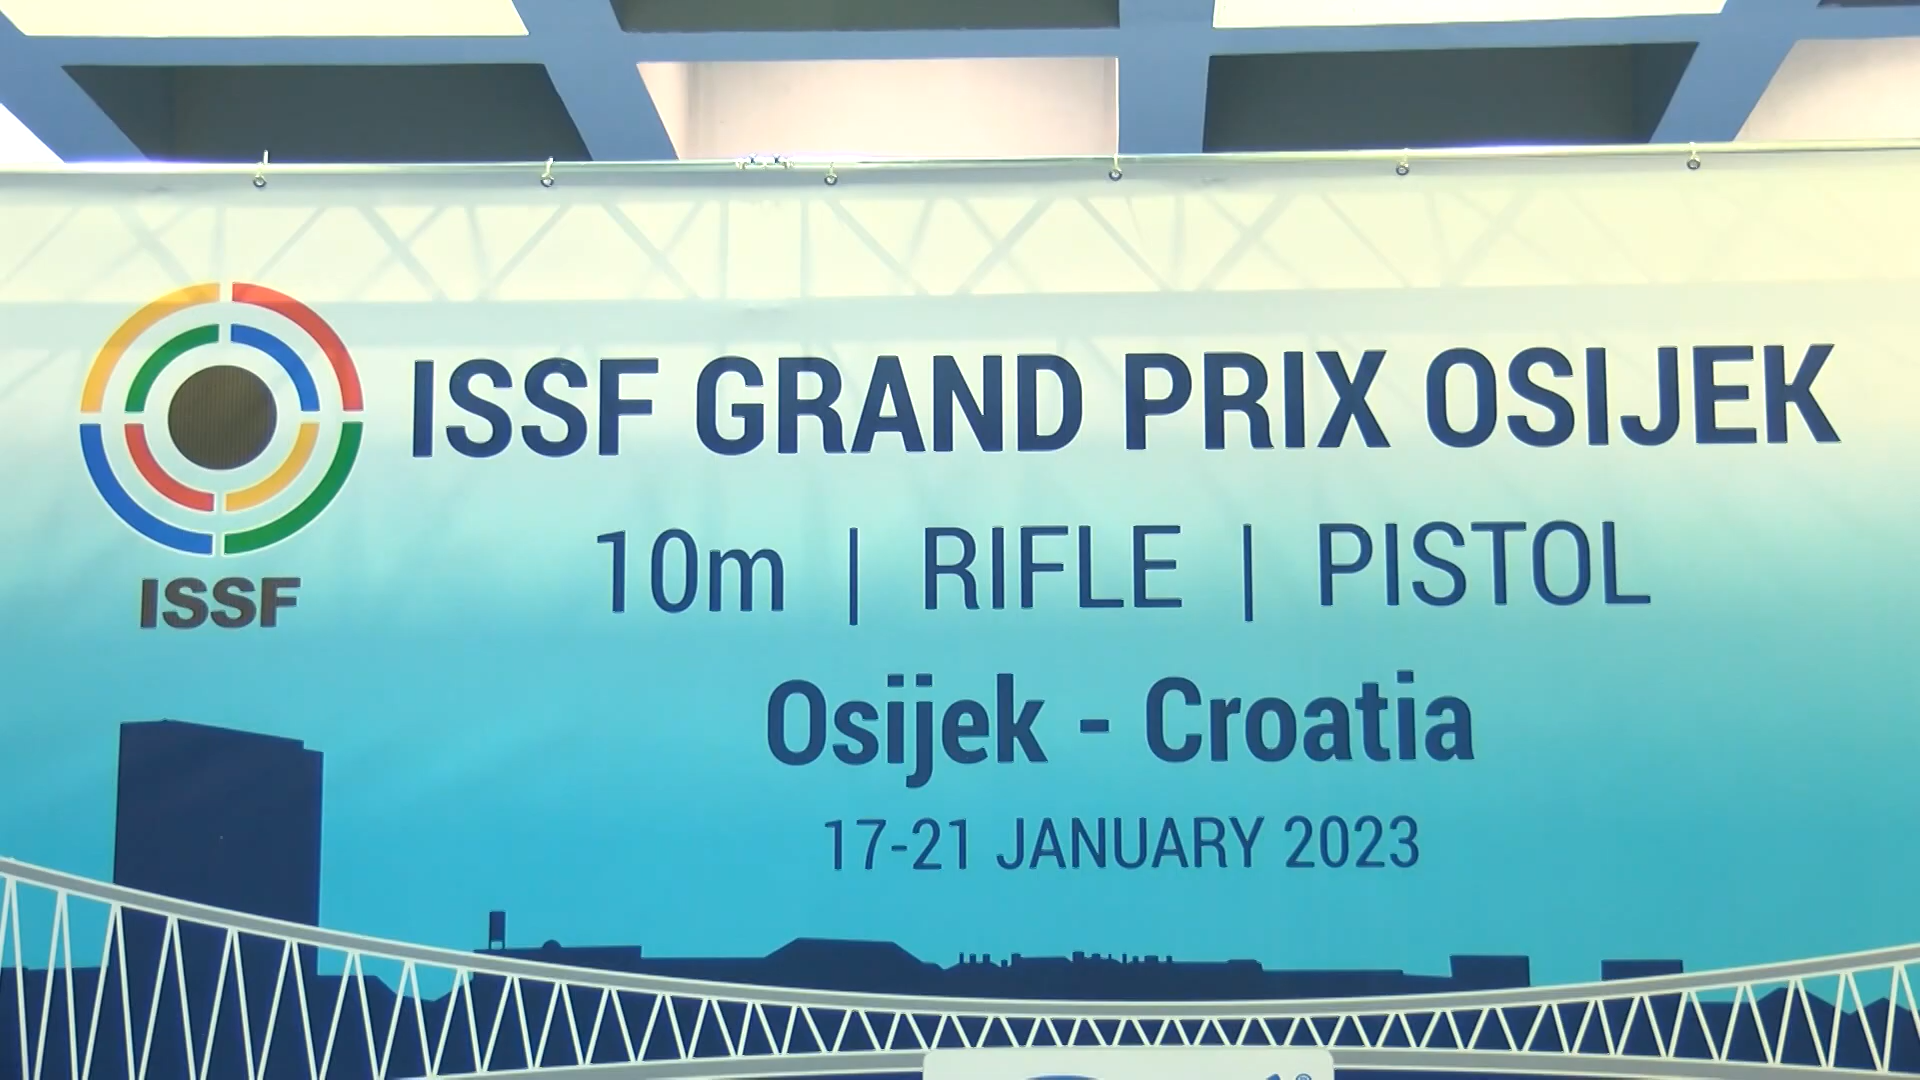 ISSF GRAND PRIX OSIJEK
10m | RIFLE | PISTOL
ISSF
Osijek - Croatia
17-21 JANUARY 2023